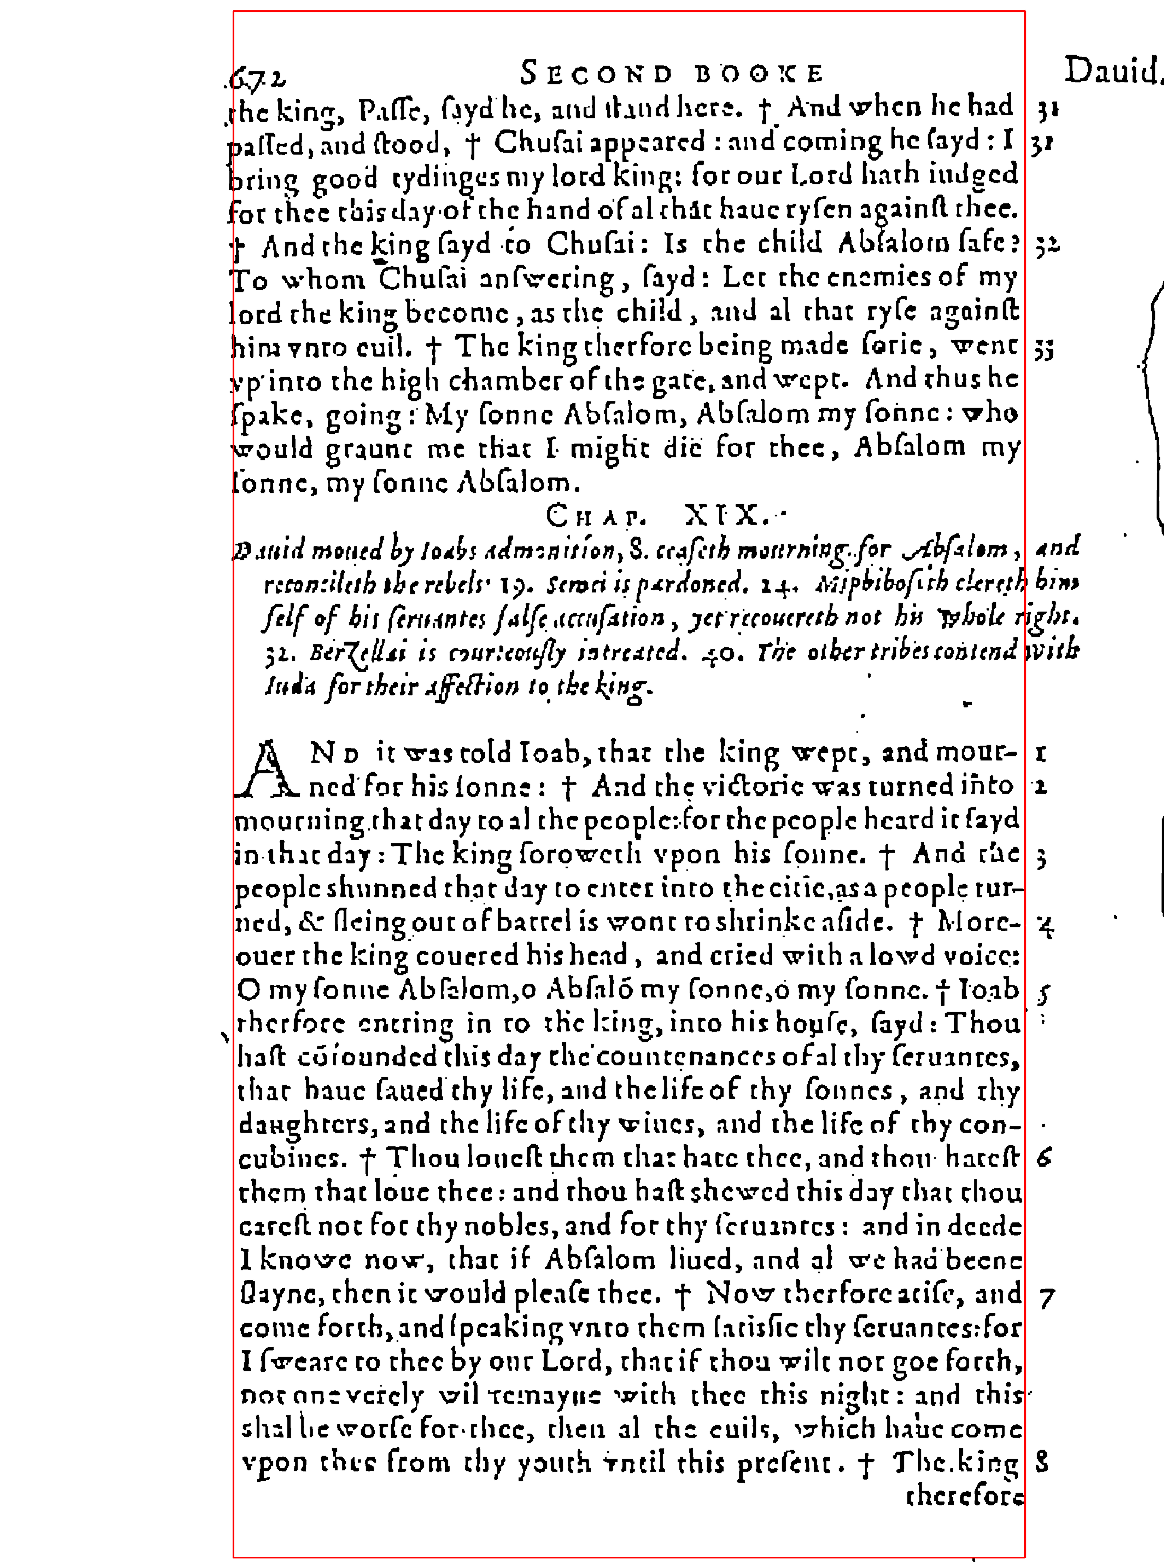 672 SECOND BOOKE Dauid.
the king, Paſſe, ſayd he, and ſtand here. † And when he had 31
paſſed, and ſtood, † Chuſai appeared : and coming he ſayd : I 31
bring good tydinges my lord king: for our Lord hath iudged
for thee this day of the hand of al that haue ryſen againſt thee.
† And the king ſayd to Chuſai: Is the child Abſalom ſafe? 32
To whom Chuſai anſwering, ſayd: Let the enemies of my
lord the king become, as the child, and al that ryſe againſt
him vnto euil. † The king therfore being made ſorie, went 33
vp into the high chamber of the gate, and wept. And thus he
ſpake, going: My ſonne Abſalom, Abſalom my ſonne: who
would graunt me that I might die for thee, Abſalom my
ſonne, my ſonne Abſalom.
CHAP. XIX.
Dauid moued by Ioabs admonition, 8. ceaſeth mourning for Abſalom, and
reconcileth the rebels 19. Semei is pardoned. 24. Miphiboſeth clereth him
ſelf of his ſeruantes falſe accuſation, yet recouereth not his whole right.
32. Berzellai is courteouſly intreated. 40. The other tribes contend with
Iuda for their affection to the king.
AND it was told Ioab, that the king wept, and mour- 1
ned for his ſonne: † And the victorie was turned into 2
mourning that day to al the people: for the people heard it ſayd
in that day: The king ſoroweth vpon his ſonne. † And the 3
people shunned that day to enter into the citie, as a people tur-
ned, & fleing out of battel is wont to shrinke aſide. † More- 4
ouer the king couered his head, and cried with a lowd voice:
O my ſonne Abſalom, o Abſalō my ſonne, o my ſonne. † Ioab 5
therfore entring in to the king, into his houſe, ſayd: Thou
haſt cōfounded this day the countenances of al thy ſeruantes,
that haue ſaued thy life, and the life of thy ſonnes, and thy
daughters, and the life of thy wiues, and the life of thy con-
cubines. † Thou loueſt them that hate thee, and thou hateſt 6
them that loue thee: and thou haſt shewed this day that thou
careſt not for thy nobles, and for thy ſeruantes: and in deede
I knowe now, that if Abſalom liued, and al we had beene
ſlayne, then it would pleaſe thee. † Now therfore ariſe, and 7
come forth, and ſpeaking vnto them ſatisfie thy ſeruantes: for
I ſweare to thee by our Lord, that if thou wilt not goe forth,
not one verely wil remayne with thee this night: and this
shal be worſe for thee, then al the euils, which haue come
vpon thee from thy youth vntil this preſent. † The king 8
therefore